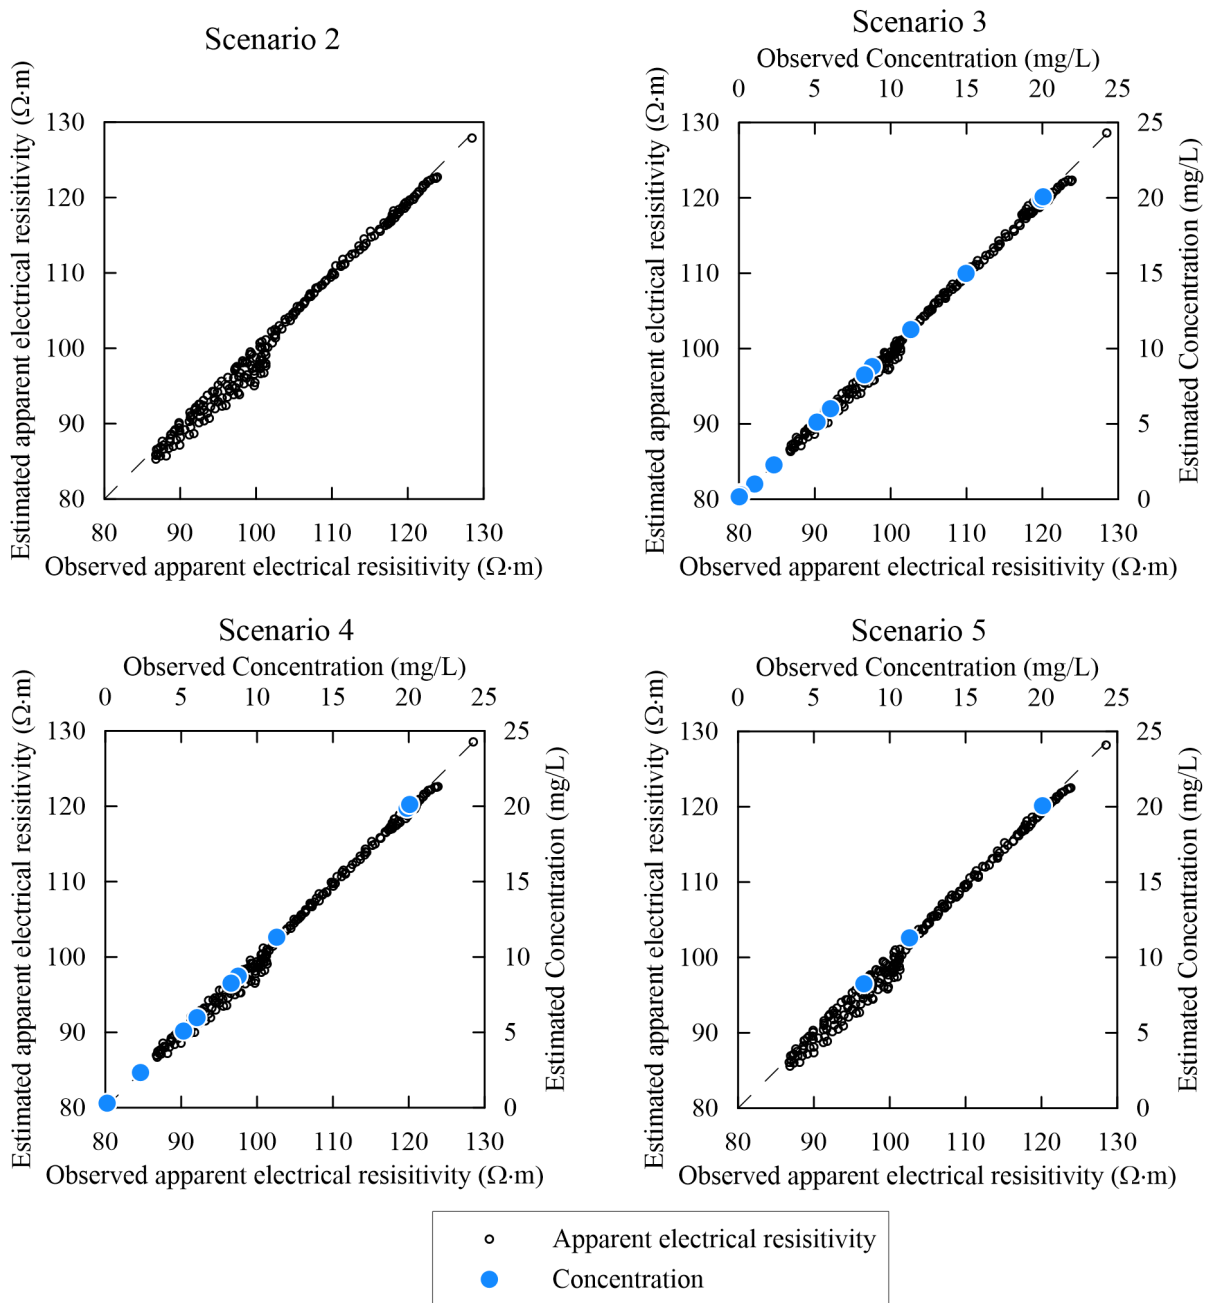 Scenario 2
Estimated apparent electrical resisitivity (Ω·m)
130
120
110
100
90
80
80 90 100 110 120 130
Observed apparent electrical resisitivity (Ω·m)
Scenario 3
Observed Concentration (mg/L)
0 5 10 15 20 25
Estimated apparent elctrical resisitivity (Ω·m)
130 25
120 20
110 15
100 10
90 5
80 0
Estimated Concentration (mg/L)
80 90 100 110 120 130
Observed apparent electrical resisitivity (Ω·m)
Scenario 4
Observed Concentration (mg/L)
0 5 10 15 20 25
Estimated apparent electrical resisitivity (Ω·m)
130 25
120 20
110 15
100 10
90 5
80 0
Estimated Concentration (mg/L)
80 90 100 110 120 130
Observed apparent electrical resisitivity (Ω·m)
Scenario 5
Observed Concentration (mg/L)
0 5 10 15 20 25
Estimated apparent electrical resisitivity (Ω·m)
130 25
120 20
110 15
100 10
90 5
80 0
Estimated Concentration (mg/L)
80 90 100 110 120 130
Observed apparent electrical resisitivity (Ω·m)
Apparent electrical resisitivity
Concentration